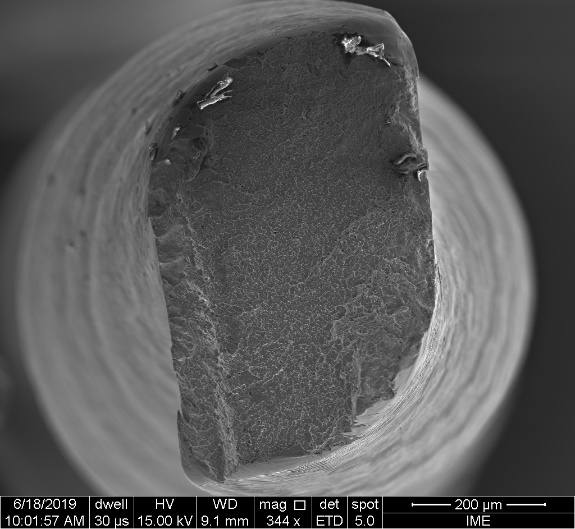 6/18/2019 dwell HV WD mag □ det spot 200 µm
10:01:57 AM 30 µs 15.00 kV 9.1 mm 344 x ETD 5.0 IME